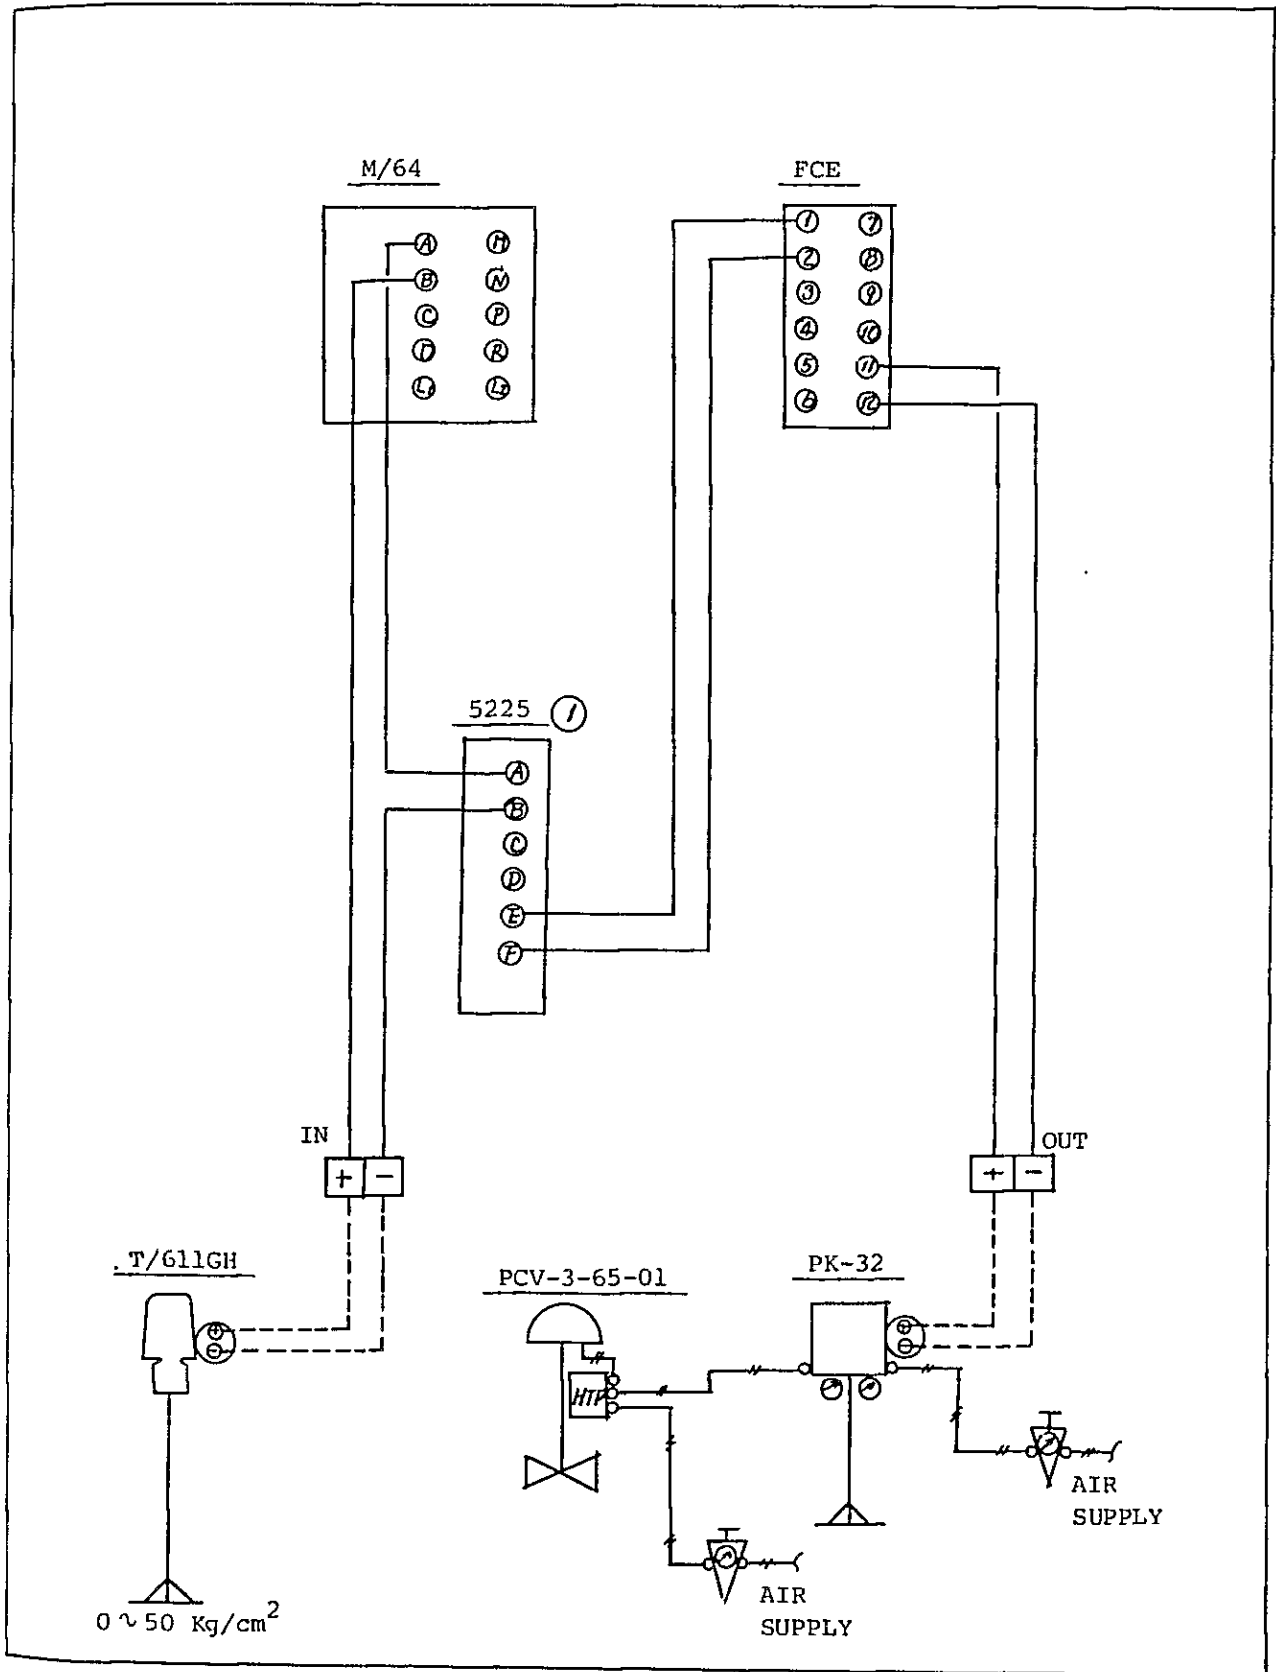 M/64
FCE
A M
B N
C P
D R
L1 L2
1 7
2 8
3 9
4 10
5 11
6 12
5225 1
A
B
C
D
E
F
IN
OUT
+ −
+ −
T/611GH
PCV-3-65-01
PK-32
+
−
+
−
HTP
AIR
SUPPLY
AIR
SUPPLY
0 ~ 50 Kg/cm²